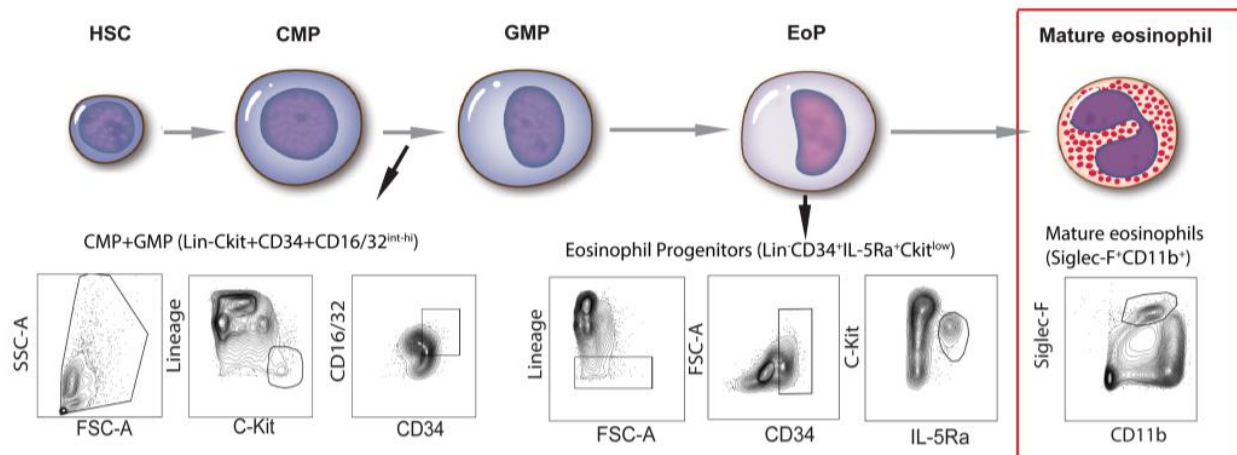 HSC
CMP
GMP
EoP
Mature eosinophil
CMP+GMP (Lin-Ckit+CD34+CD16/32int-hi)
Eosinophil Progenitors (Lin-CD34+IL-5Ra+Ckitlow)
Mature eosinophils
(Siglec-F+CD11b+)
SSC-A
FSC-A
Lineage
C-Kit
CD16/32
CD34
Lineage
FSC-A
FSC-A
CD34
C-Kit
IL-5Ra
Siglec-F
CD11b